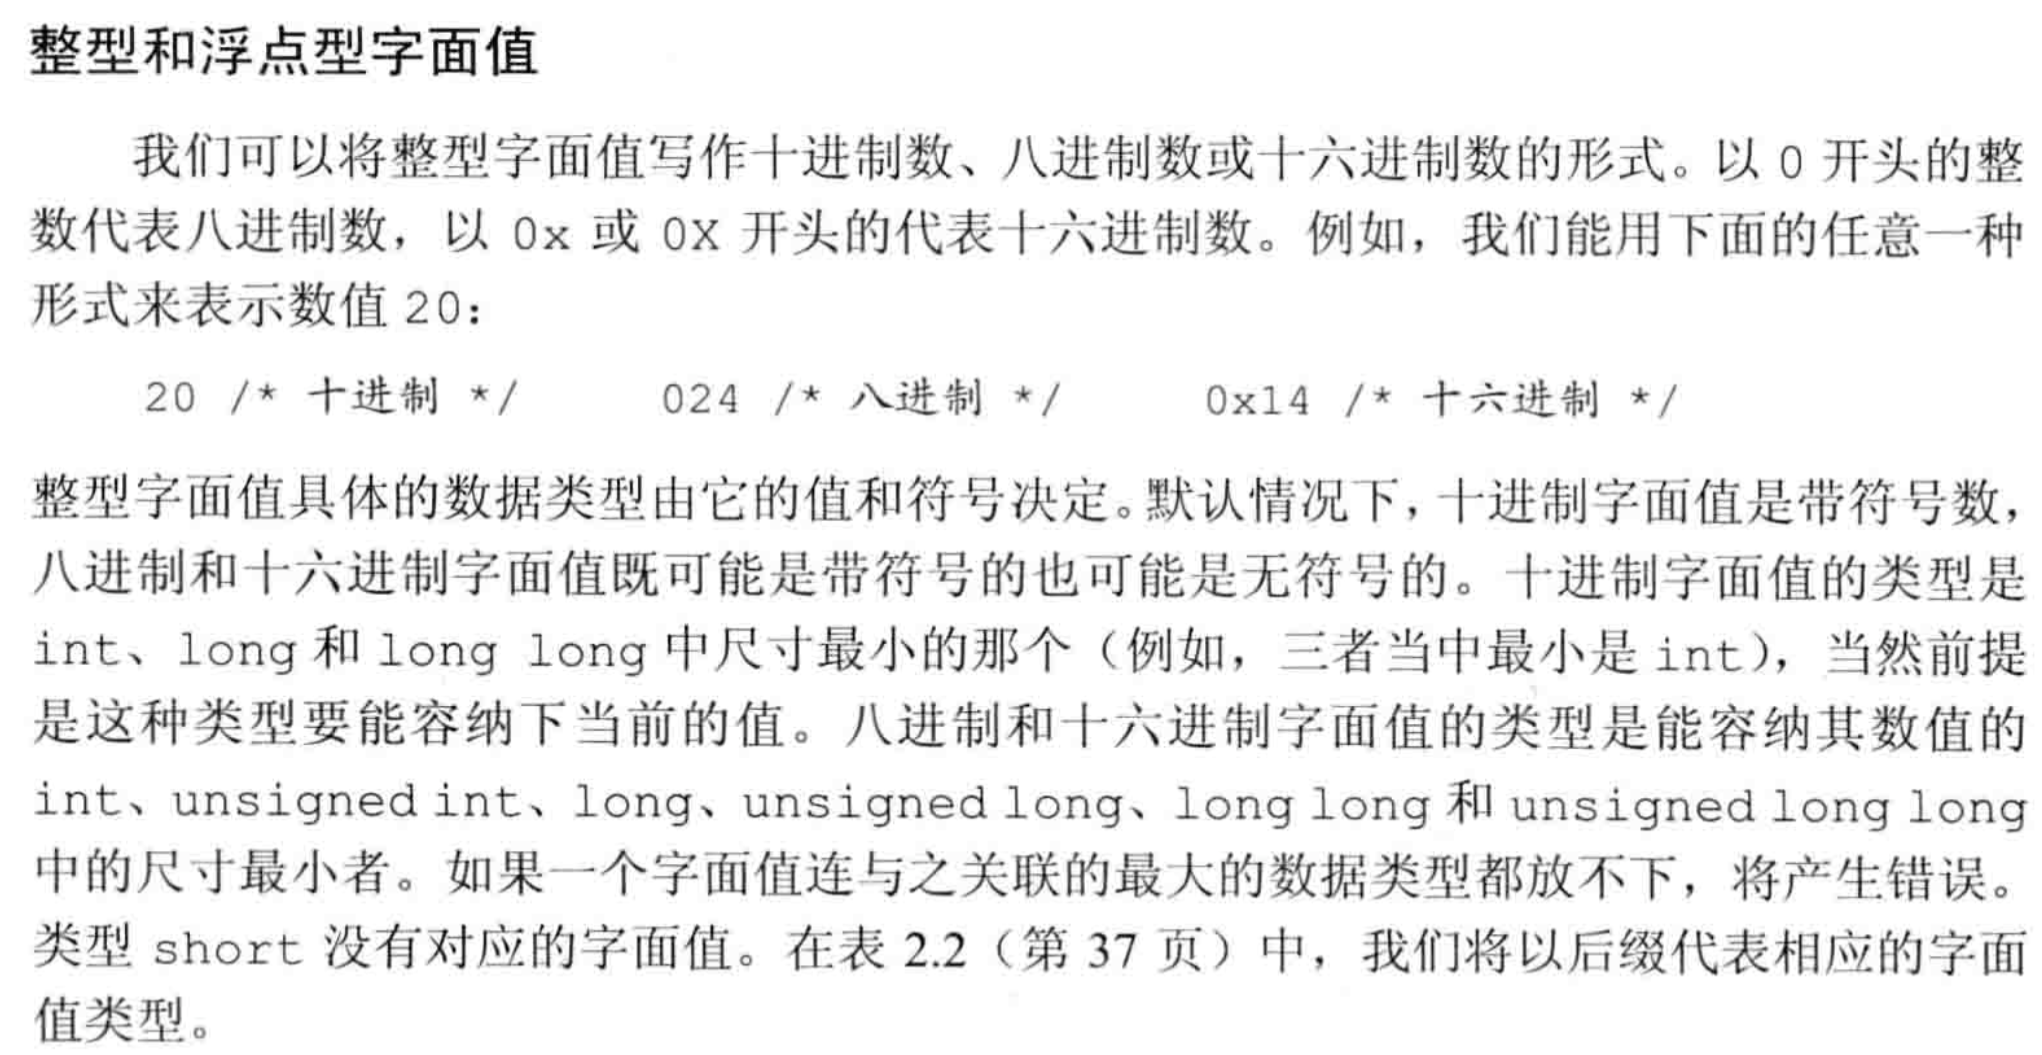 整型和浮点型字面值
我们可以将整型字面值写作十进制数、八进制数或十六进制数的形式。以 0 开头的整
数代表八进制数，以 0x 或 0X 开头的代表十六进制数。例如，我们能用下面的任意一种
形式来表示数值 20：
20 /* 十进制 */ 024 /* 八进制 */ 0x14 /* 十六进制 */
整型字面值具体的数据类型由它的值和符号决定。默认情况下，十进制字面值是带符号数，
八进制和十六进制字面值既可能是带符号的也可能是无符号的。十进制字面值的类型是
int、long 和 long long 中尺寸最小的那个（例如，三者当中最小是 int），当然前提
是这种类型要能容纳下当前的值。八进制和十六进制字面值的类型是能容纳其数值的
int、unsigned int、long、unsigned long、long long 和 unsigned long long
中的尺寸最小者。如果一个字面值连与之关联的最大的数据类型都放不下，将产生错误。
类型 short 没有对应的字面值。在表 2.2（第 37 页）中，我们将以后缀代表相应的字面
值类型。